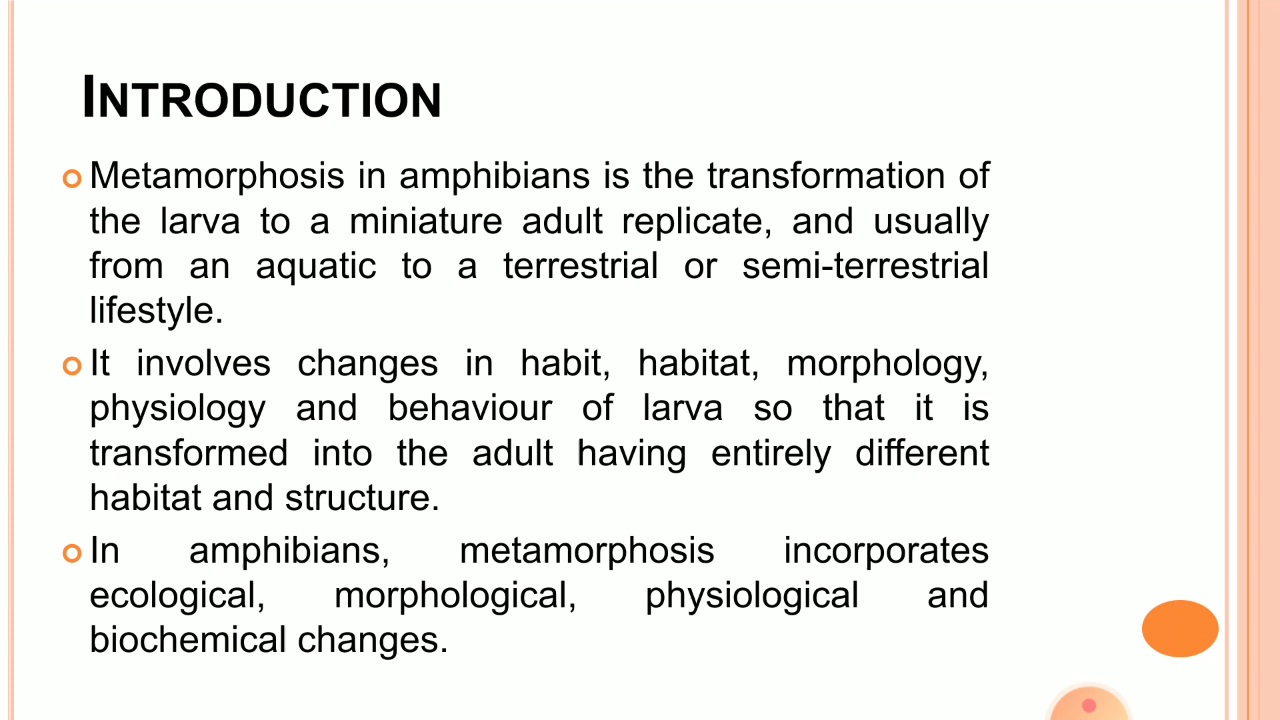 INTRODUCTION
Metamorphosis in amphibians is the transformation of
the larva to a miniature adult replicate, and usually
from an aquatic to a terrestrial or semi-terrestrial
lifestyle.
It involves changes in habit, habitat, morphology,
physiology and behaviour of larva so that it is
transformed into the adult having entirely different
habitat and structure.
In amphibians, metamorphosis incorporates
ecological, morphological, physiological and
biochemical changes.